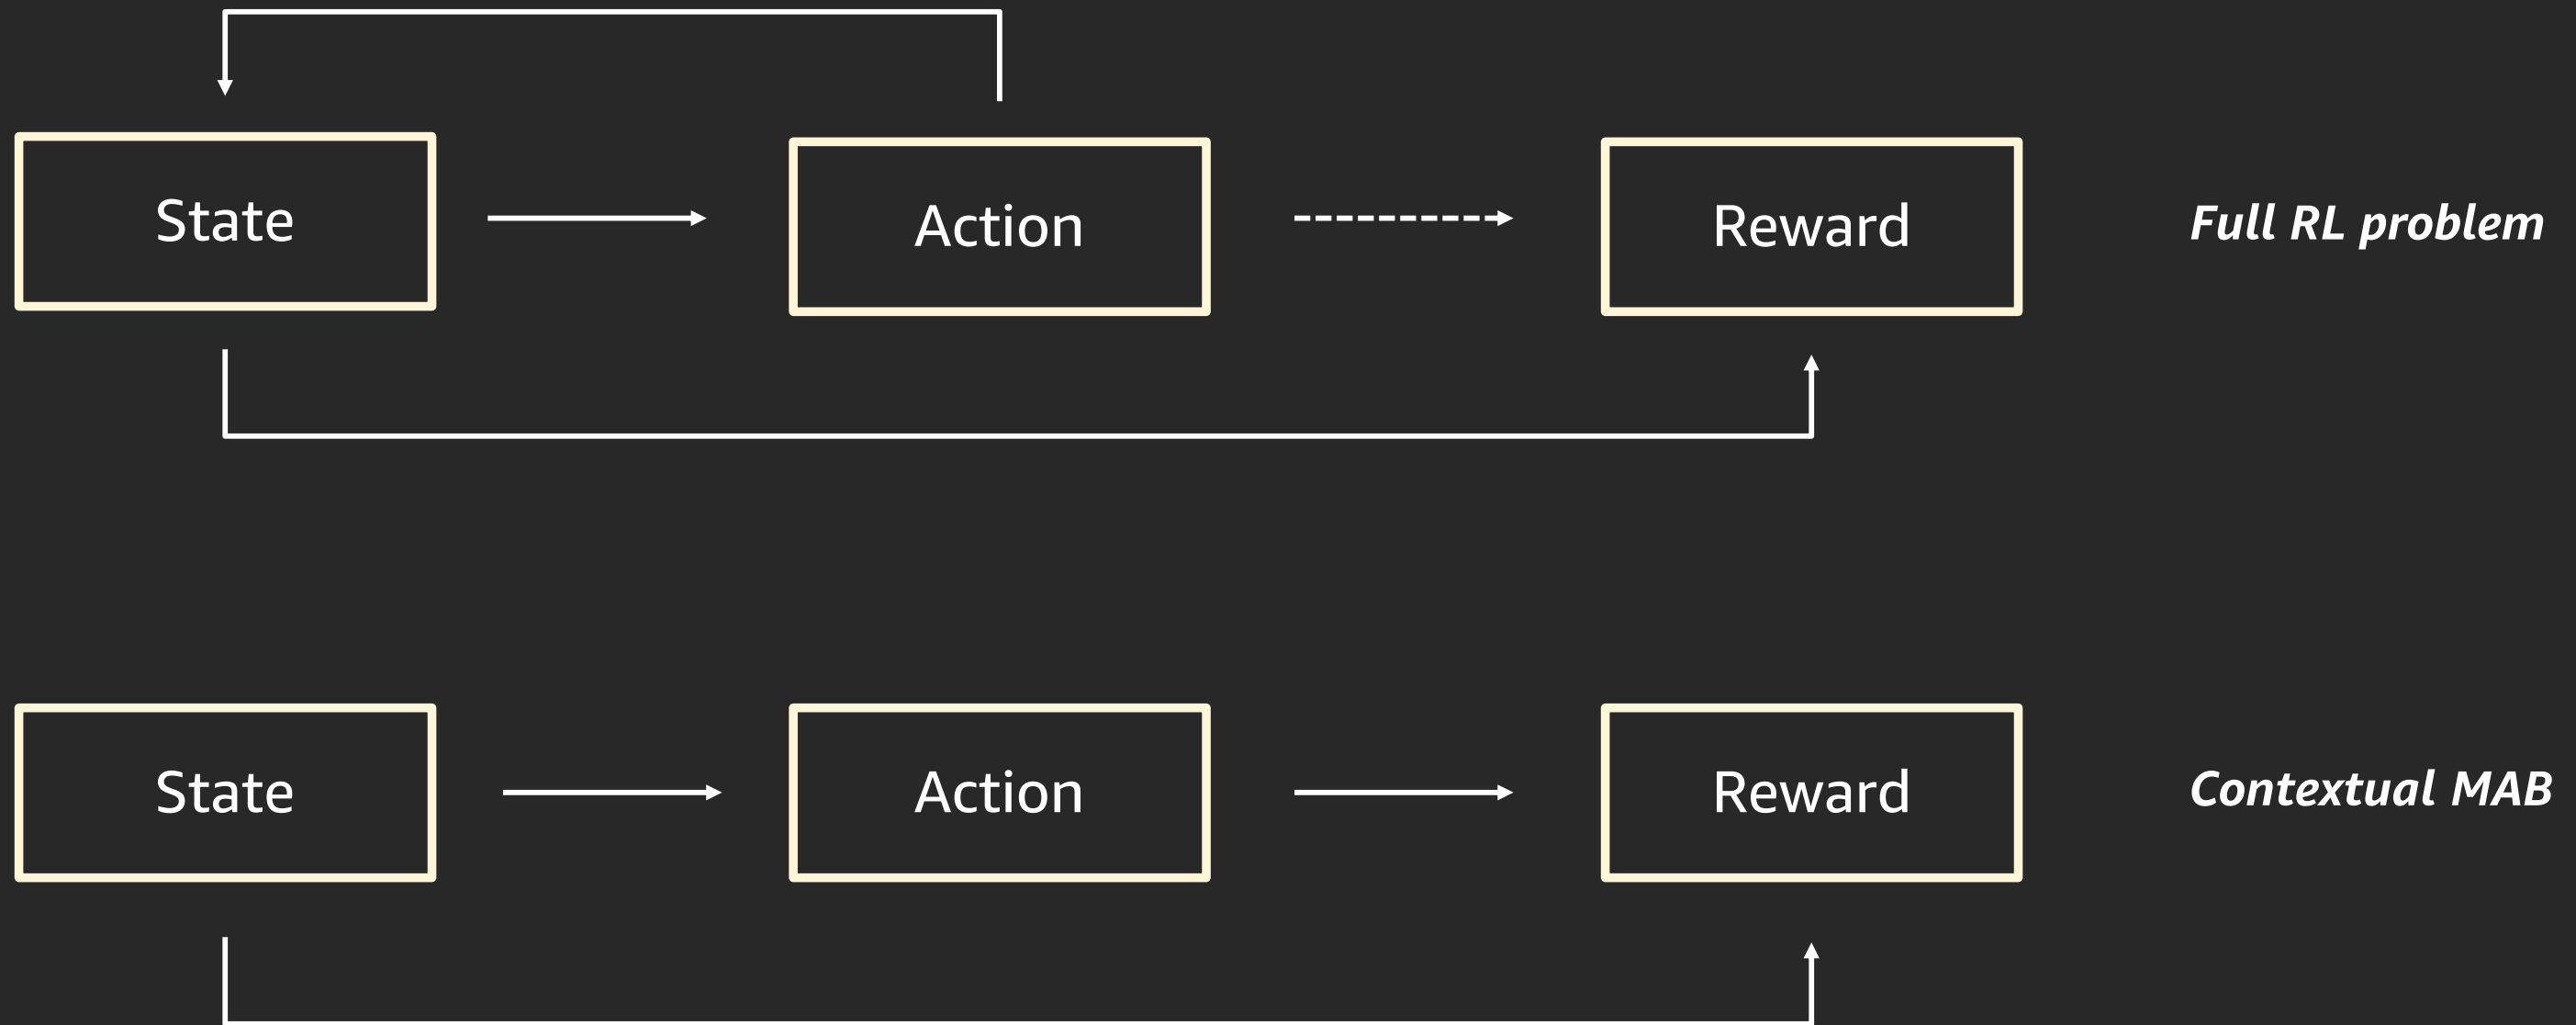 State
Action
Reward
Full RL problem
State
Action
Reward
Contextual MAB